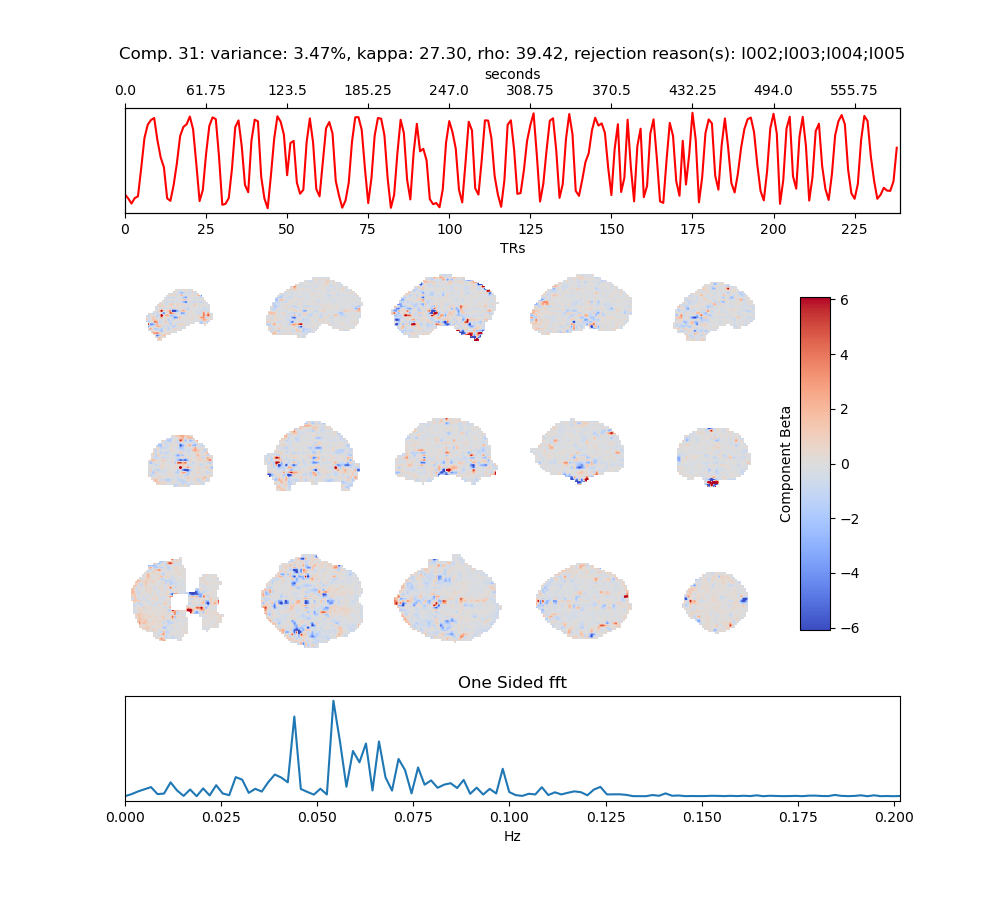 Comp. 31: variance: 3.47%, kappa: 27.30, rho: 39.42, rejection reason(s): I002;I003;I004;I005
seconds
0.0 61.75 123.5 185.25 247.0 308.75 370.5 432.25 494.0 555.75
0 25 50 75 100 125 150 175 200 225
TRs
6
4
2
0
−2
−4
−6
Component Beta
One Sided fft
0.000 0.025 0.050 0.075 0.100 0.125 0.150 0.175 0.200
Hz